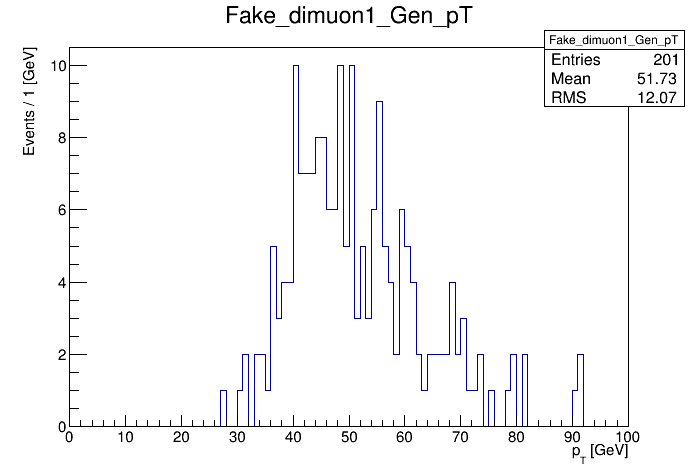 Fake_dimuon1_Gen_pT
Fake_dimuon1_Gen_pT
Entries 201
Mean 51.73
RMS 12.07
Events / 1 [GeV]
10
8
6
4
2
0
0 10 20 30 40 50 60 70 80 90 100
p_T [GeV]